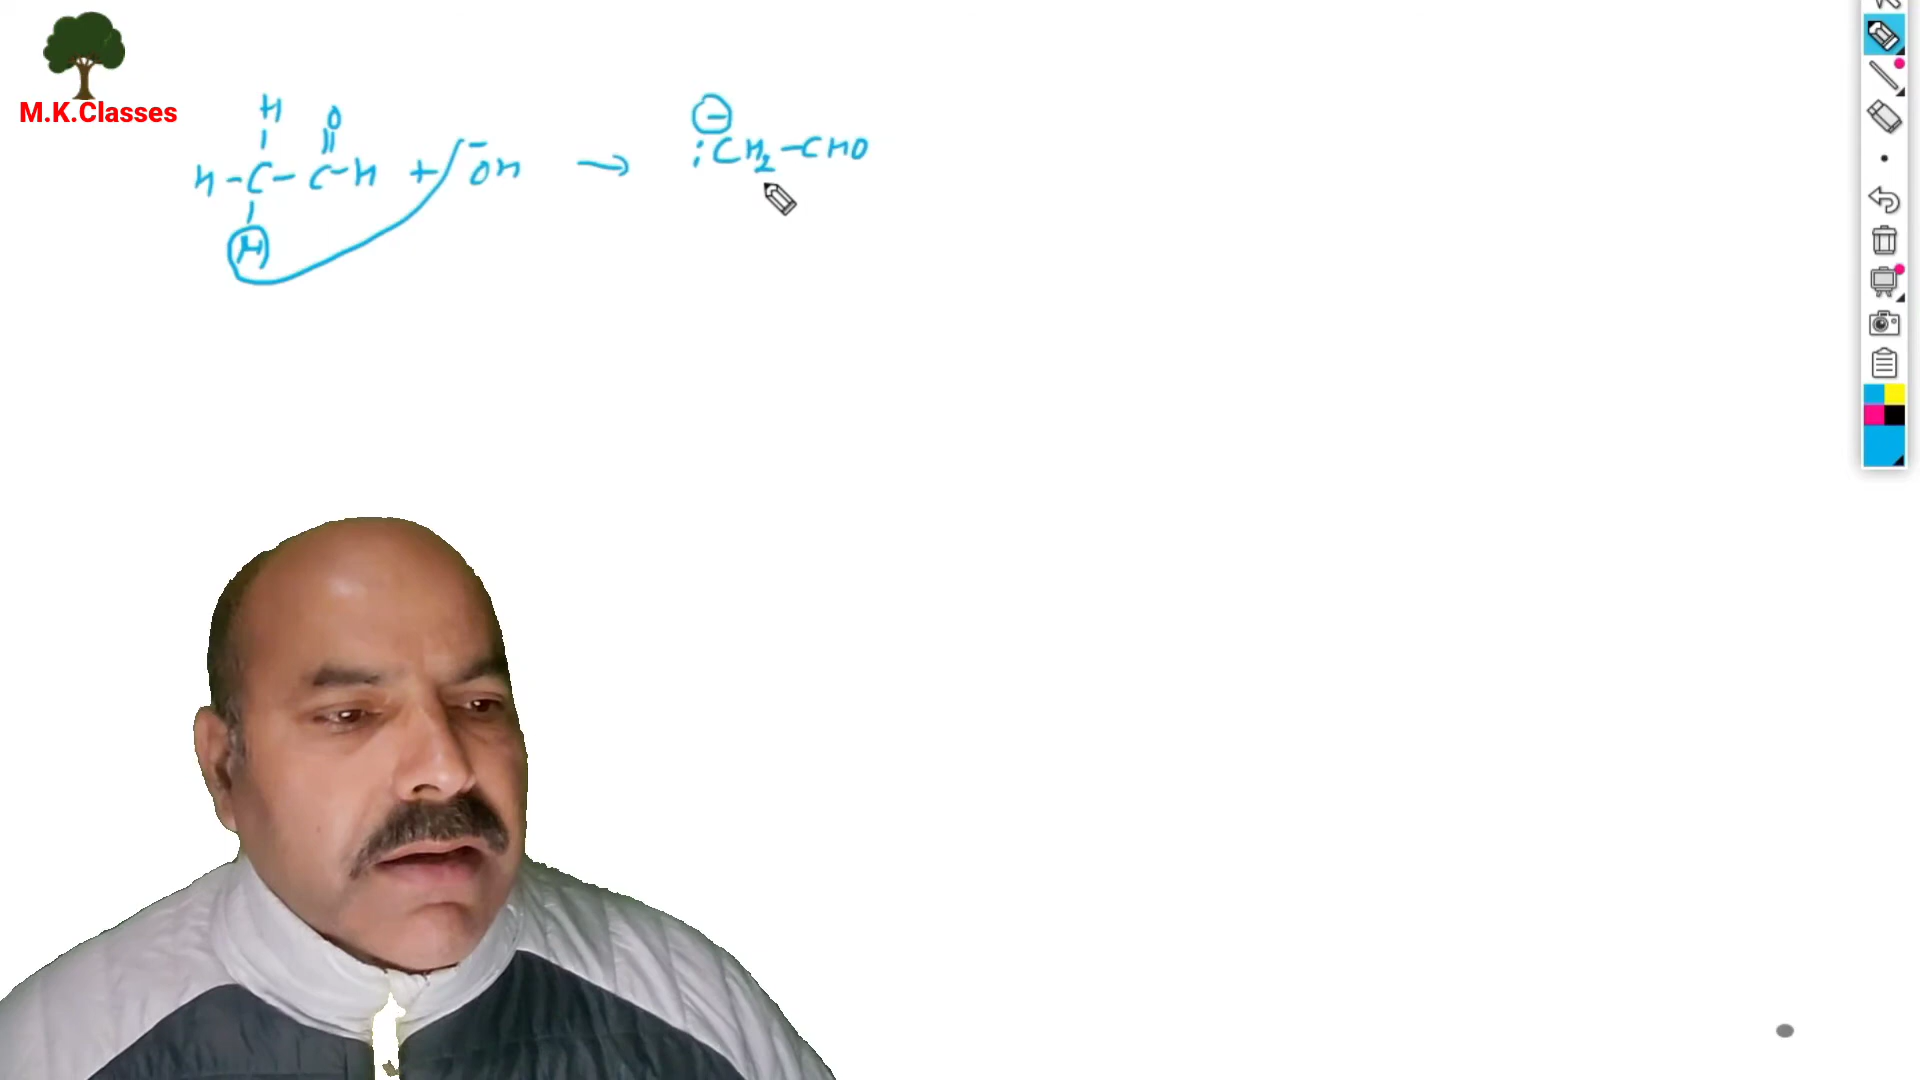 M.K.Classes
H O
H-C-C-H + ⁻OH → ⊖
:CH₂-CHO
H